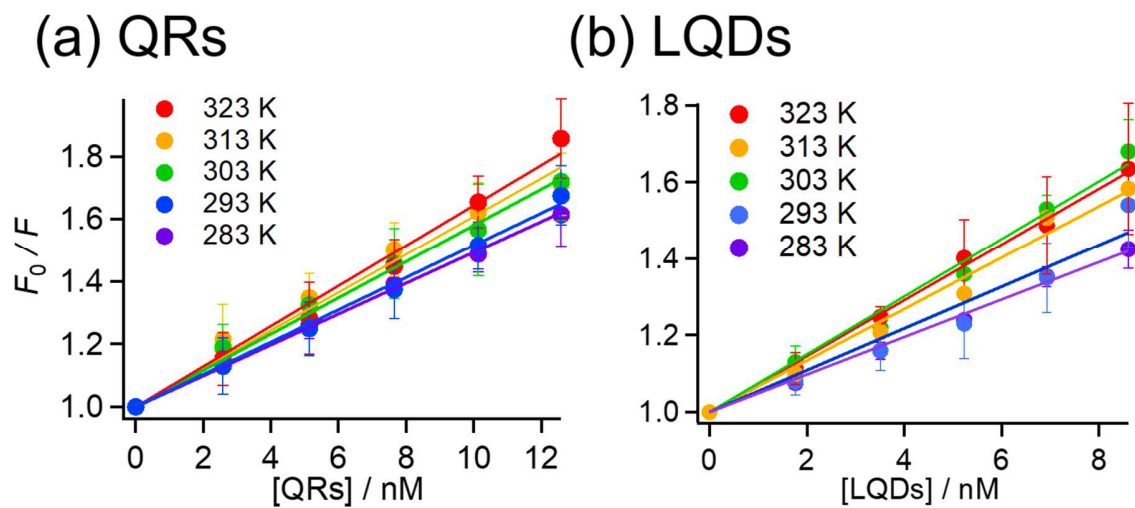 (a) QRs
F₀ / F
1.8
1.6
1.4
1.2
1.0
323 K
313 K
303 K
293 K
283 K
0 2 4 6 8 10 12
[QRs] / nM
(b) LQDs
1.8
1.6
1.4
1.2
1.0
323 K
313 K
303 K
293 K
283 K
0 2 4 6 8
[LQDs] / nM